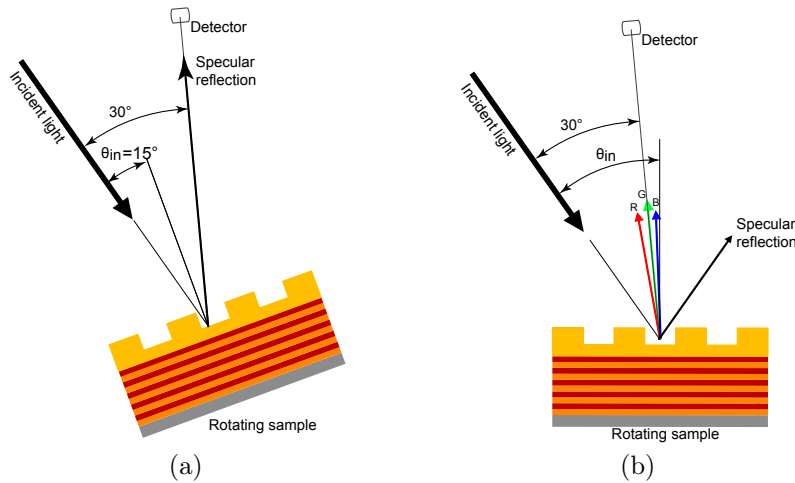 Detector
Specular
reflection
Incident light
30°
θin=15°
Rotating sample
(a)
Detector
Incident light
30°
θin
G
R
B
Specular
reflection
Rotating sample
(b)